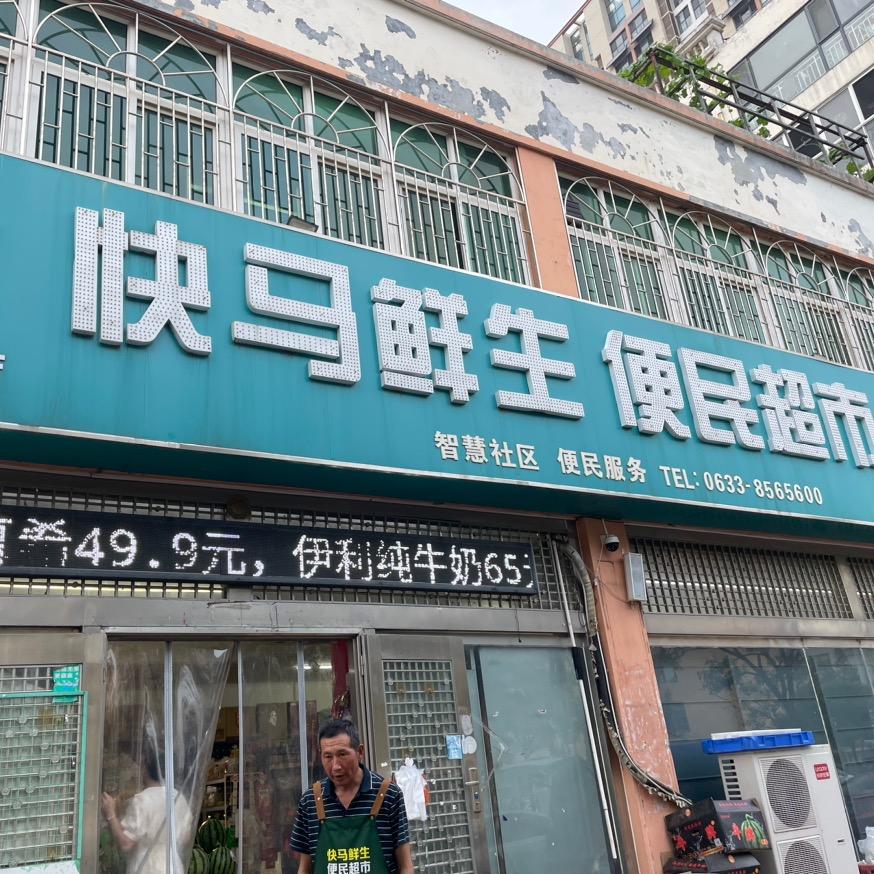 快马鲜生 便民超市
智慧社区 便民服务 TEL: 0633-8565600
49.9元, 伊利纯牛奶65
快马鲜生
便民超市